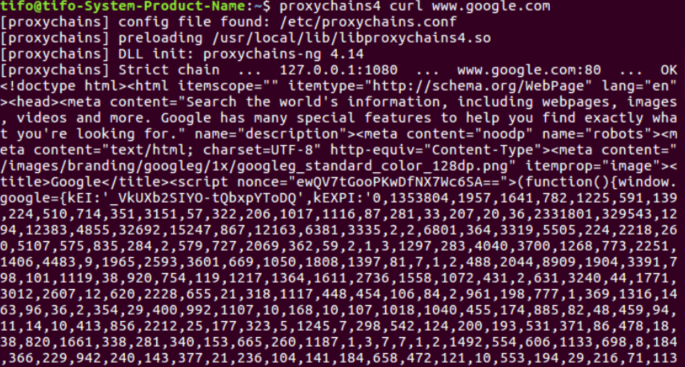 tifo@tifo-System-Product-Name:~$ proxychains4 curl www.google.com
[proxychains] config file found: /etc/proxychains.conf
[proxychains] preloading /usr/local/lib/libproxychains4.so
[proxychains] DLL init: proxychains-ng 4.14
[proxychains] Strict chain  ...  127.0.0.1:1080  ...  www.google.com:80  ...  OK
<!doctype html><html itemscope="" itemtype="http://schema.org/WebPage" lang="en"
><head><meta content="Search the world's information, including webpages, images
, videos and more. Google has many special features to help you find exactly wha
t you're looking for." name="description"><meta content="noodp" name="robots"><m
eta content="text/html; charset=UTF-8" http-equiv="Content-Type"><meta content="
/images/branding/googleg/1x/googleg_standard_color_128dp.png" itemprop="image"><
title>Google</title><script nonce="ewQV7tGooPKwDfNX7Wc6SA==">(function(){window.
google={kEI:'_VkUXb2SIYO-tQbxpYToDQ',kEXPI:'0,1353804,1957,1641,782,1225,591,139
,224,510,714,351,3151,57,322,206,1017,1116,87,281,33,207,20,36,2331801,329543,12
94,12383,4855,32692,15247,867,12163,6381,3335,2,2,6801,364,3319,5505,224,2218,26
0,5107,575,835,284,2,579,727,2069,362,59,2,1,3,1297,283,4040,3700,1268,773,2251,
1406,4483,9,1965,2593,3601,669,1050,1808,1397,81,7,1,2,488,2044,8909,1904,3391,7
98,101,1119,38,920,754,119,1217,1364,1611,2736,1558,1072,431,2,631,3240,44,1771,
3012,2607,12,620,2228,655,21,318,1117,448,454,106,84,2,961,198,777,1,369,1316,14
63,96,36,2,354,29,400,992,1107,10,168,10,107,1018,1040,455,174,885,82,48,459,94,
11,14,10,413,856,2212,25,177,323,5,1245,7,298,542,124,200,193,531,371,86,478,18,
38,820,1661,338,281,340,153,665,260,1187,1,3,7,7,1,2,1492,554,606,1133,698,8,184
,366,229,942,240,143,377,21,236,104,141,184,658,472,121,10,553,194,29,216,71,113